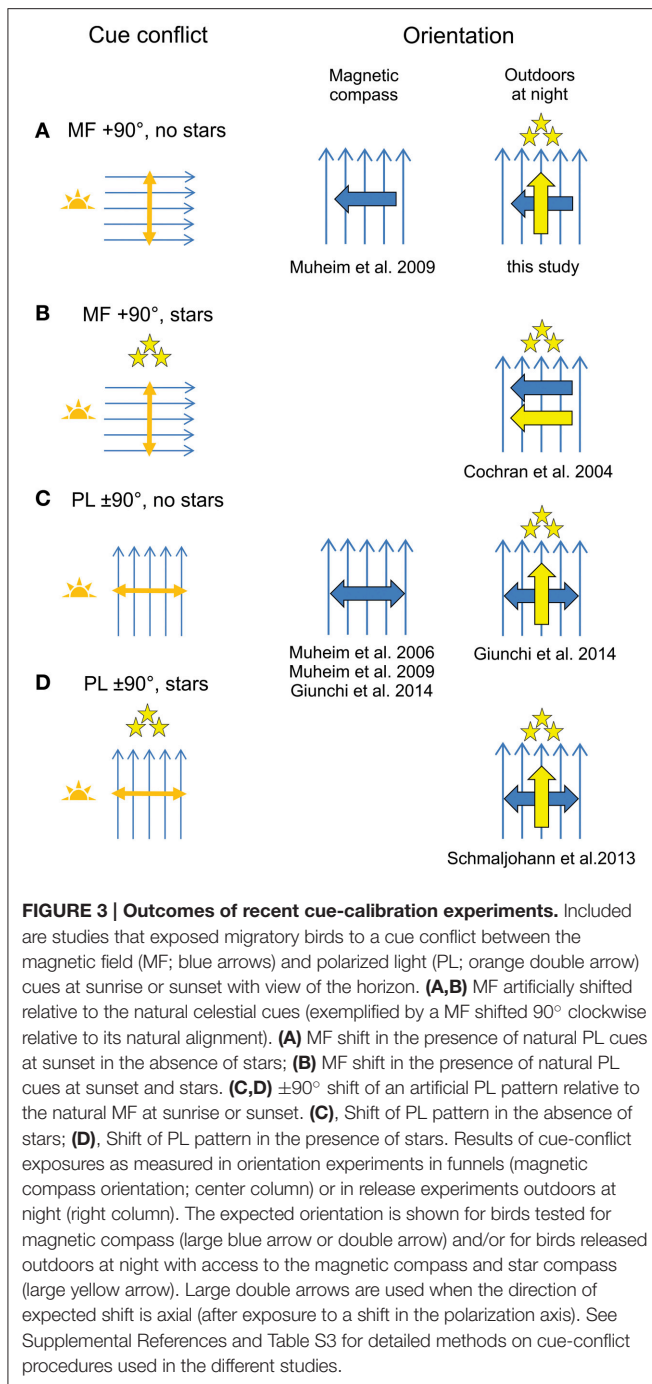 Cue conflict
Orientation
Magnetic
compass
Outdoors
at night
A MF +90°, no stars
Muheim et al. 2009
this study
B MF +90°, stars
Cochran et al. 2004
C PL ±90°, no stars
Muheim et al. 2006
Muheim et al. 2009
Giunchi et al. 2014
Giunchi et al. 2014
D PL ±90°, stars
Schmaljohann et al.2013
FIGURE 3 | Outcomes of recent cue-calibration experiments. Included
are studies that exposed migratory birds to a cue conflict between the
magnetic field (MF; blue arrows) and polarized light (PL; orange double arrow)
cues at sunrise or sunset with view of the horizon. (A,B) MF artificially shifted
relative to the natural celestial cues (exemplified by a MF shifted 90° clockwise
relative to its natural alignment). (A) MF shift in the presence of natural PL cues
at sunset in the absence of stars; (B) MF shift in the presence of natural PL
cues at sunset and stars. (C,D) ±90° shift of an artificial PL pattern relative to
the natural MF at sunrise or sunset. (C), Shift of PL pattern in the absence of
stars; (D), Shift of PL pattern in the presence of stars. Results of cue-conflict
exposures as measured in orientation experiments in funnels (magnetic
compass orientation; center column) or in release experiments outdoors at
night (right column). The expected orientation is shown for birds tested for
magnetic compass (large blue arrow or double arrow) and/or for birds released
outdoors at night with access to the magnetic compass and star compass
(large yellow arrow). Large double arrows are used when the direction of
expected shift is axial (after exposure to a shift in the polarization axis). See
Supplemental References and Table S3 for detailed methods on cue-conflict
procedures used in the different studies.